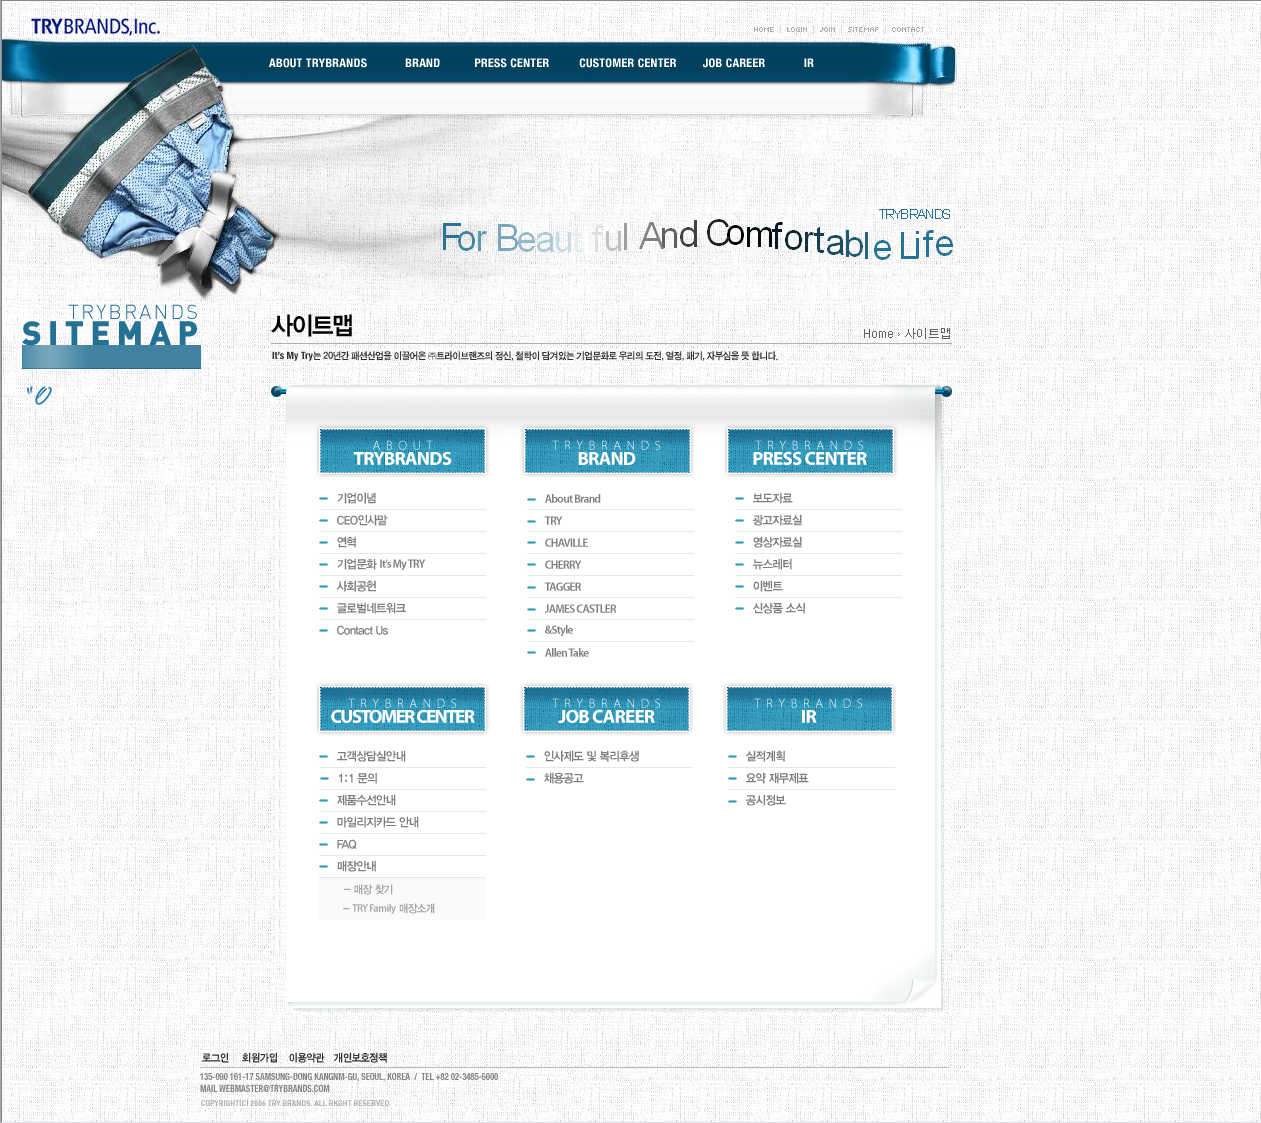 TRYBRANDS,Inc.
HOME LOGIN JOIN SITEMAP CONTACT
ABOUT TRYBRANDS BRAND PRESS CENTER CUSTOMER CENTER JOB CAREER IR
TRYBRANDS
For Beautiful And Comfortable Life
TRYBRANDS
SITEMAP
사이트맵
Home › 사이트맵
It's My Try는 20년간 패션산업을 이끌어온 ㈜트라이브랜즈의 정신, 철학이 담겨있는 기업문화로 우리의 도전, 열정, 패기, 자부심을 뜻 합니다.
ABOUT
TRYBRANDS
기업이념
CEO인사말
연혁
기업문화 It's My TRY
사회공헌
글로벌네트워크
Contact Us
TRYBRANDS
BRAND
About Brand
TRY
CHAVILLE
CHERRY
TAGGER
JAMES CASTLER
&Style
Allen Take
TRYBRANDS
PRESS CENTER
보도자료
광고자료실
영상자료실
뉴스레터
이벤트
신상품 소식
TRYBRANDS
CUSTOMER CENTER
고객상담실안내
1:1 문의
제품수선안내
마일리지카드 안내
FAQ
매장안내
– 매장 찾기
– TRY Family 매장소개
TRYBRANDS
JOB CAREER
인사제도 및 복리후생
채용공고
TRYBRANDS
IR
실적계획
요약 재무제표
공시정보
로그인 회원가입 이용약관 개인보호정책
135-090 161-17 SAMSUNG-DONG KANGNM-GU, SEOUL, KOREA / TEL +82 02-3485-6000
MAIL WEBMASTER@TRYBRANDS.COM
COPYRIGHT(C) 2006 TRY BRANDS. ALL RIGHT RESERVED